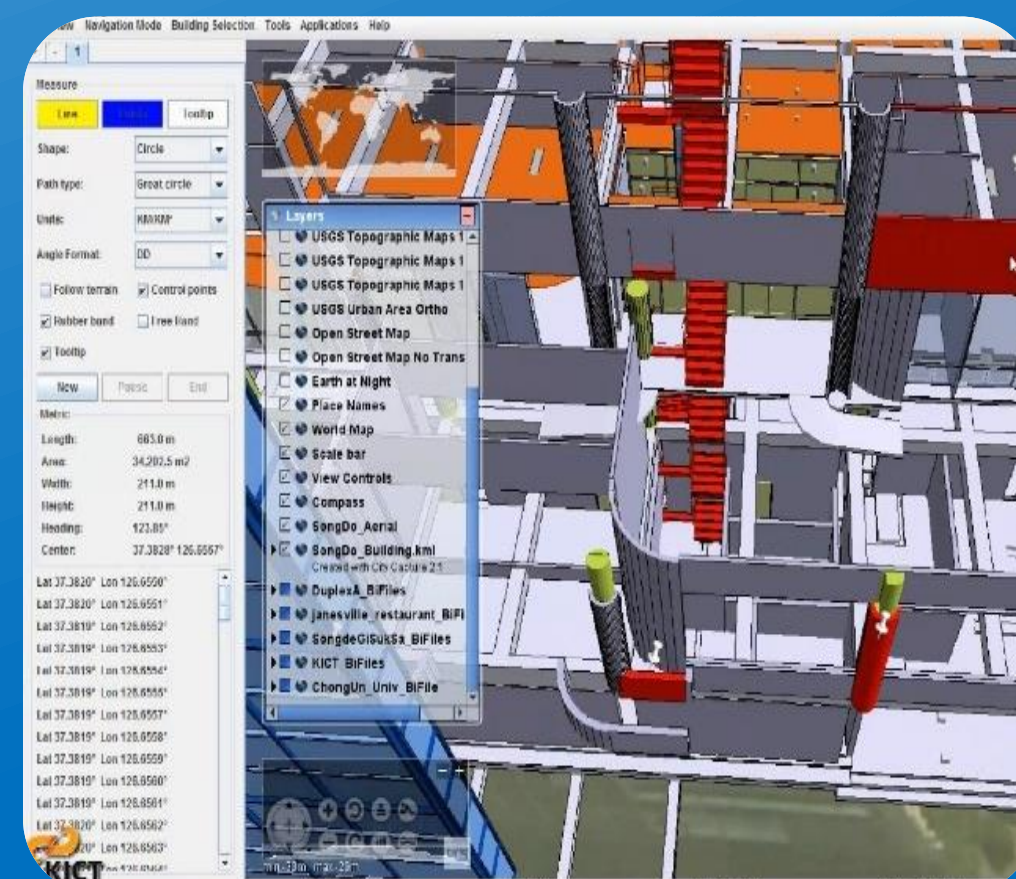 Navigation Mode Building Selection Tools Applications Help
- 1
Measure
Line Tooltip
Shape: Circle
Path type: Great circle
Units: KM/KM²
Angle Format: DD
Follow terrain Control points
Rubber band Free Hand
Tooltip
New Pause End
Metric
Length: 663.0 m
Area: 34,202.5 m2
Width: 211.0 m
Height: 211.0 m
Heading: 123.85°
Center: 37.3828° 126.6557°
Lat 37.3820° Lon 126.6550°
Lat 37.3820° Lon 126.6551°
Lat 37.3819° Lon 126.6552°
Lat 37.3819° Lon 126.6553°
Lat 37.3819° Lon 126.6554°
Lat 37.3819° Lon 126.6555°
Lat 37.3819° Lon 126.6557°
Lat 37.3819° Lon 126.6558°
Lat 37.3819° Lon 126.6559°
Lat 37.3819° Lon 126.6560°
Lat 37.3819° Lon 126.6561°
Lat 37.3820° Lon 126.6562°
Lon 126.6563°
KICT
Layers
USGS Topographic Maps 1
USGS Topographic Maps 1
USGS Topographic Maps 1
USGS Urban Area Ortho
Open Street Map
Open Street Map No Trans
Earth at Night
Place Names
World Map
Scale bar
View Controls
Compass
SongDo_Aerial
SongDo_Building.kml
Created with City Capture 2.1
DuplexA_BiFiles
janesville_restaurant_BiFi
SongdeGiSukSa_BiFiles
KICT_BiFiles
ChongUn_Univ_BiFile